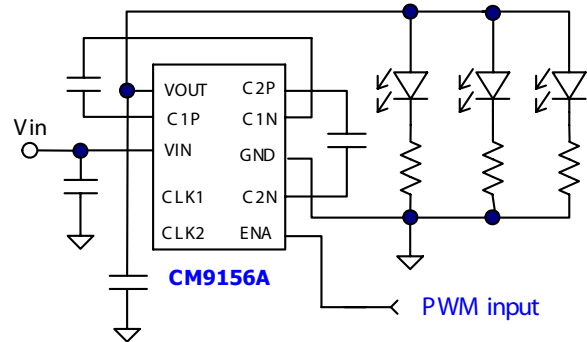 VOUT C2P
C1P C1N
Vin
VIN GND
CLK1 C2N
CLK2 ENA
CM9156A
PWM input